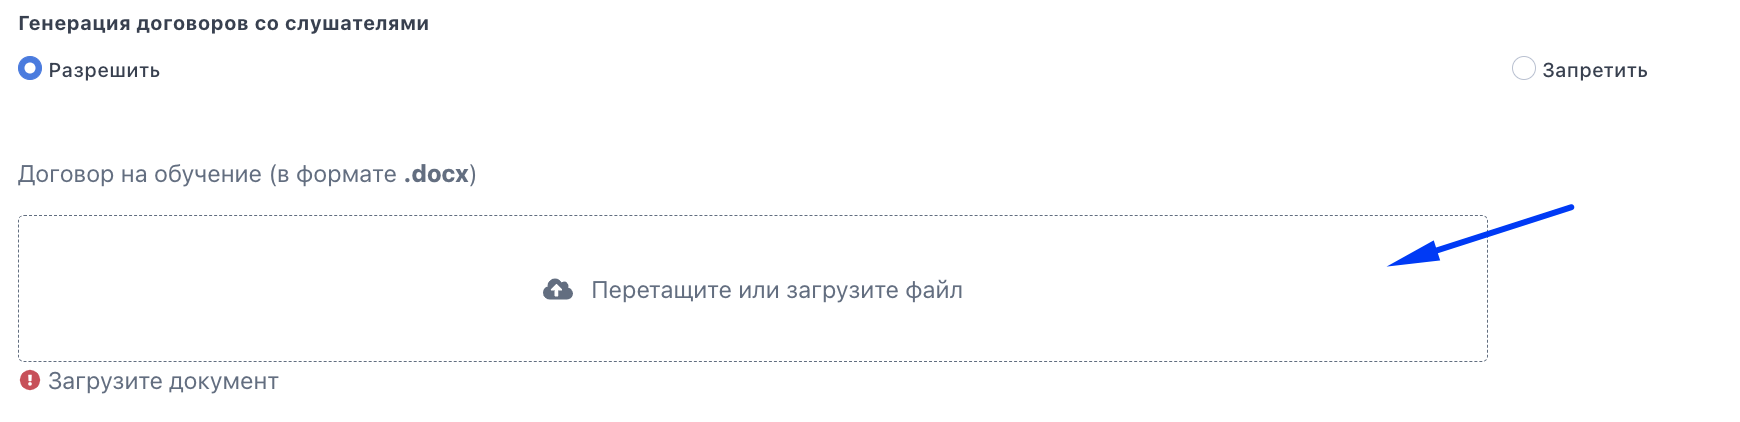 Генерация договоров со слушателями
Разрешить
Запретить
Договор на обучение (в формате .docx)
Перетащите или загрузите файл
Загрузите документ